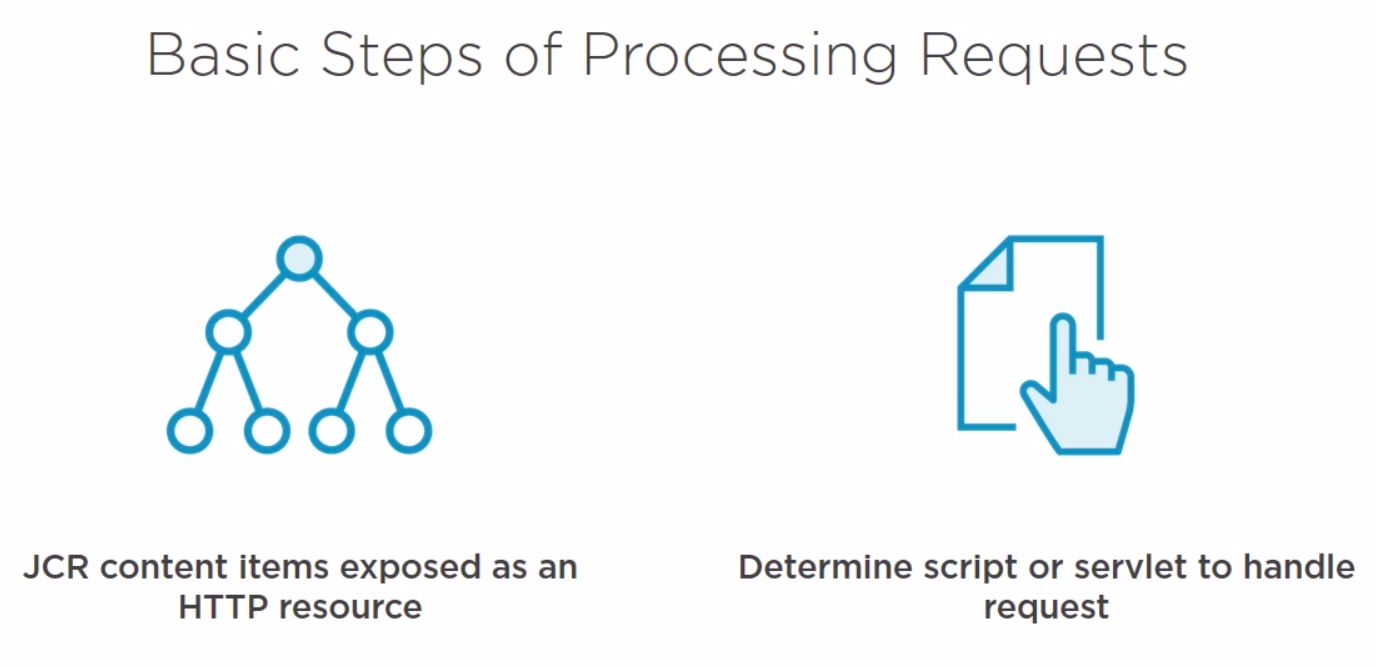 Basic Steps of Processing Requests
JCR content items exposed as an
HTTP resource
Determine script or servlet to handle
request